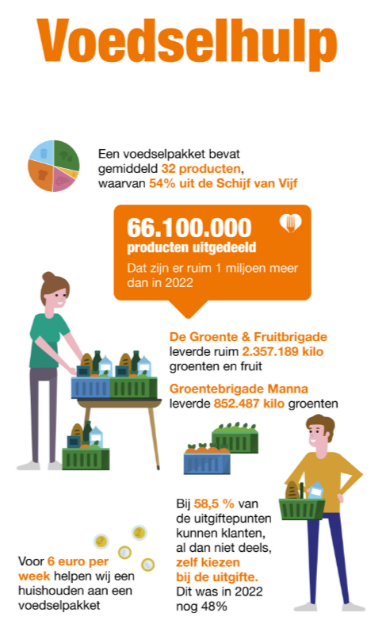 Voedselhulp
Een voedselpakket bevat
gemiddeld 32 producten,
waarvan 54% uit de Schijf van Vijf
66.100.000
producten uitgedeeld
Dat zijn er ruim 1 miljoen meer
dan in 2022
De Groente & Fruitbrigade
leverde ruim 2.357.189 kilo
groenten en fruit
Groentebrigade Manna
leverde 852.487 kilo groenten
Bij 58,5 % van
de uitgiftepunten
kunnen klanten,
al dan niet deels,
zelf kiezen
bij de uitgifte.
Dit was in 2022
nog 48%
Voor 6 euro per
week helpen wij een
huishouden aan een
voedselpakket